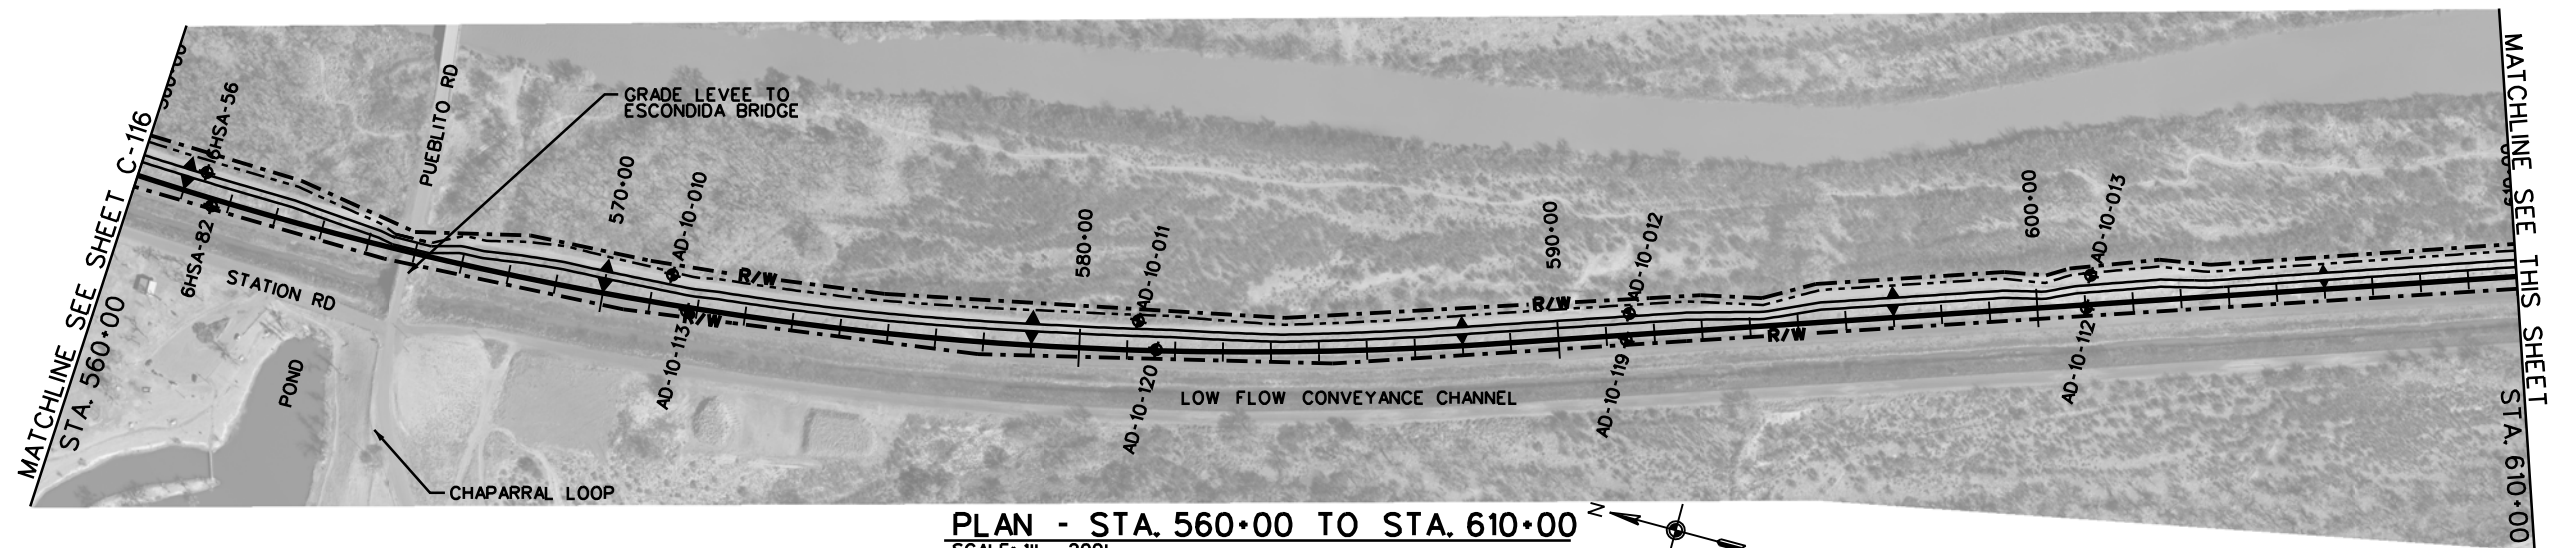 MATCHLINE SEE SHEET C-116
STA. 560+00
6HSA-56
6HSA-82
STATION RD
POND
PUEBLITO RD
GRADE LEVEE TO
ESCONDIDA BRIDGE
CHAPARRAL LOOP
570+00
AD-10-010
AD-10-113
R/W
R/W
580+00
AD-10-011
AD-10-120
LOW FLOW CONVEYANCE CHANNEL
590+00
R/W
AD-10-012
AD-10-119
R/W
600+00
AD-10-013
AD-10-112
MATCHLINE SEE THIS SHEET
STA. 610+00
PLAN - STA. 560+00 TO STA. 610+00
N